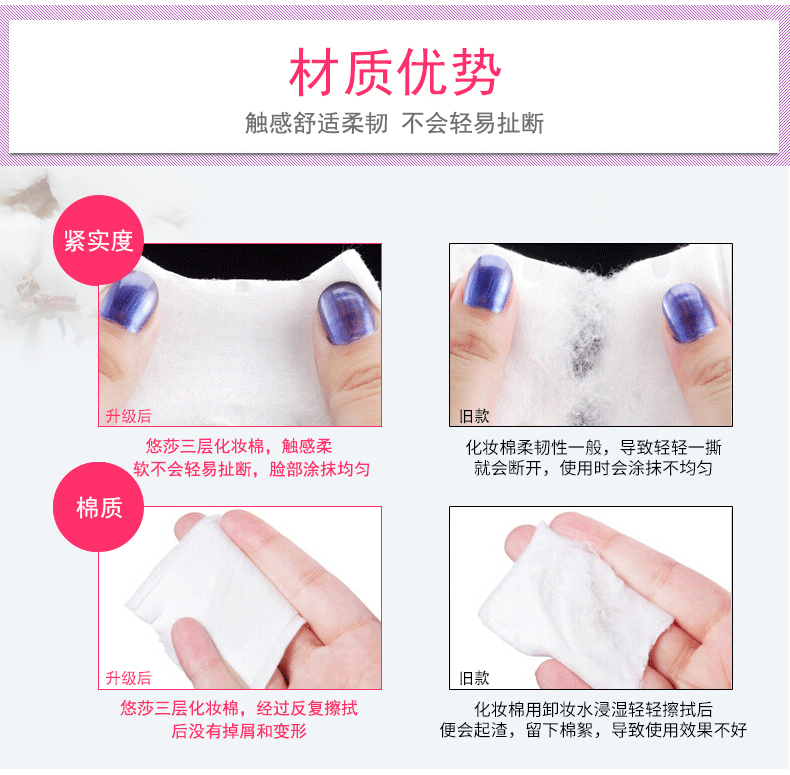 材质优势
触感舒适柔韧 不会轻易扯断
紧实度
升级后
旧款
悠莎三层化妆棉，触感柔
软不会轻易扯断，脸部涂抹均匀
化妆棉柔韧性一般，导致轻轻一撕
就会断开，使用时会涂抹不均匀
棉质
升级后
旧款
悠莎三层化妆棉，经过反复擦拭
后没有掉屑和变形
化妆棉用卸妆水浸湿轻轻擦拭后
便会起渣，留下棉絮，导致使用效果不好